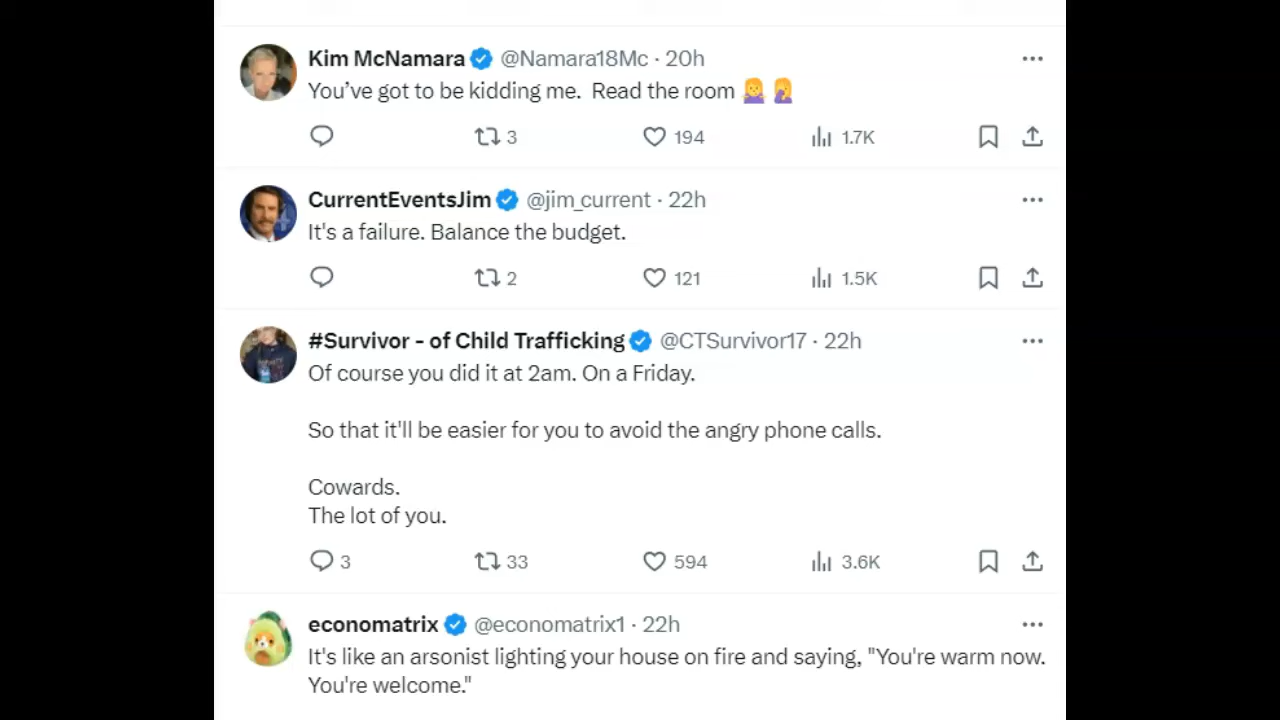 Kim McNamara @Namara18Mc · 20h
You’ve got to be kidding me.  Read the room 🤷‍♀️ 🤦‍♀️
3 194 1.7K
CurrentEventsJim @jim_current · 22h
It's a failure. Balance the budget.
2 121 1.5K
#Survivor - of Child Trafficking @CTSurvivor17 · 22h
Of course you did it at 2am. On a Friday.
So that it'll be easier for you to avoid the angry phone calls.
Cowards.
The lot of you.
3 33 594 3.6K
economatrix @economatrix1 · 22h
It's like an arsonist lighting your house on fire and saying, "You're warm now.
You're welcome."